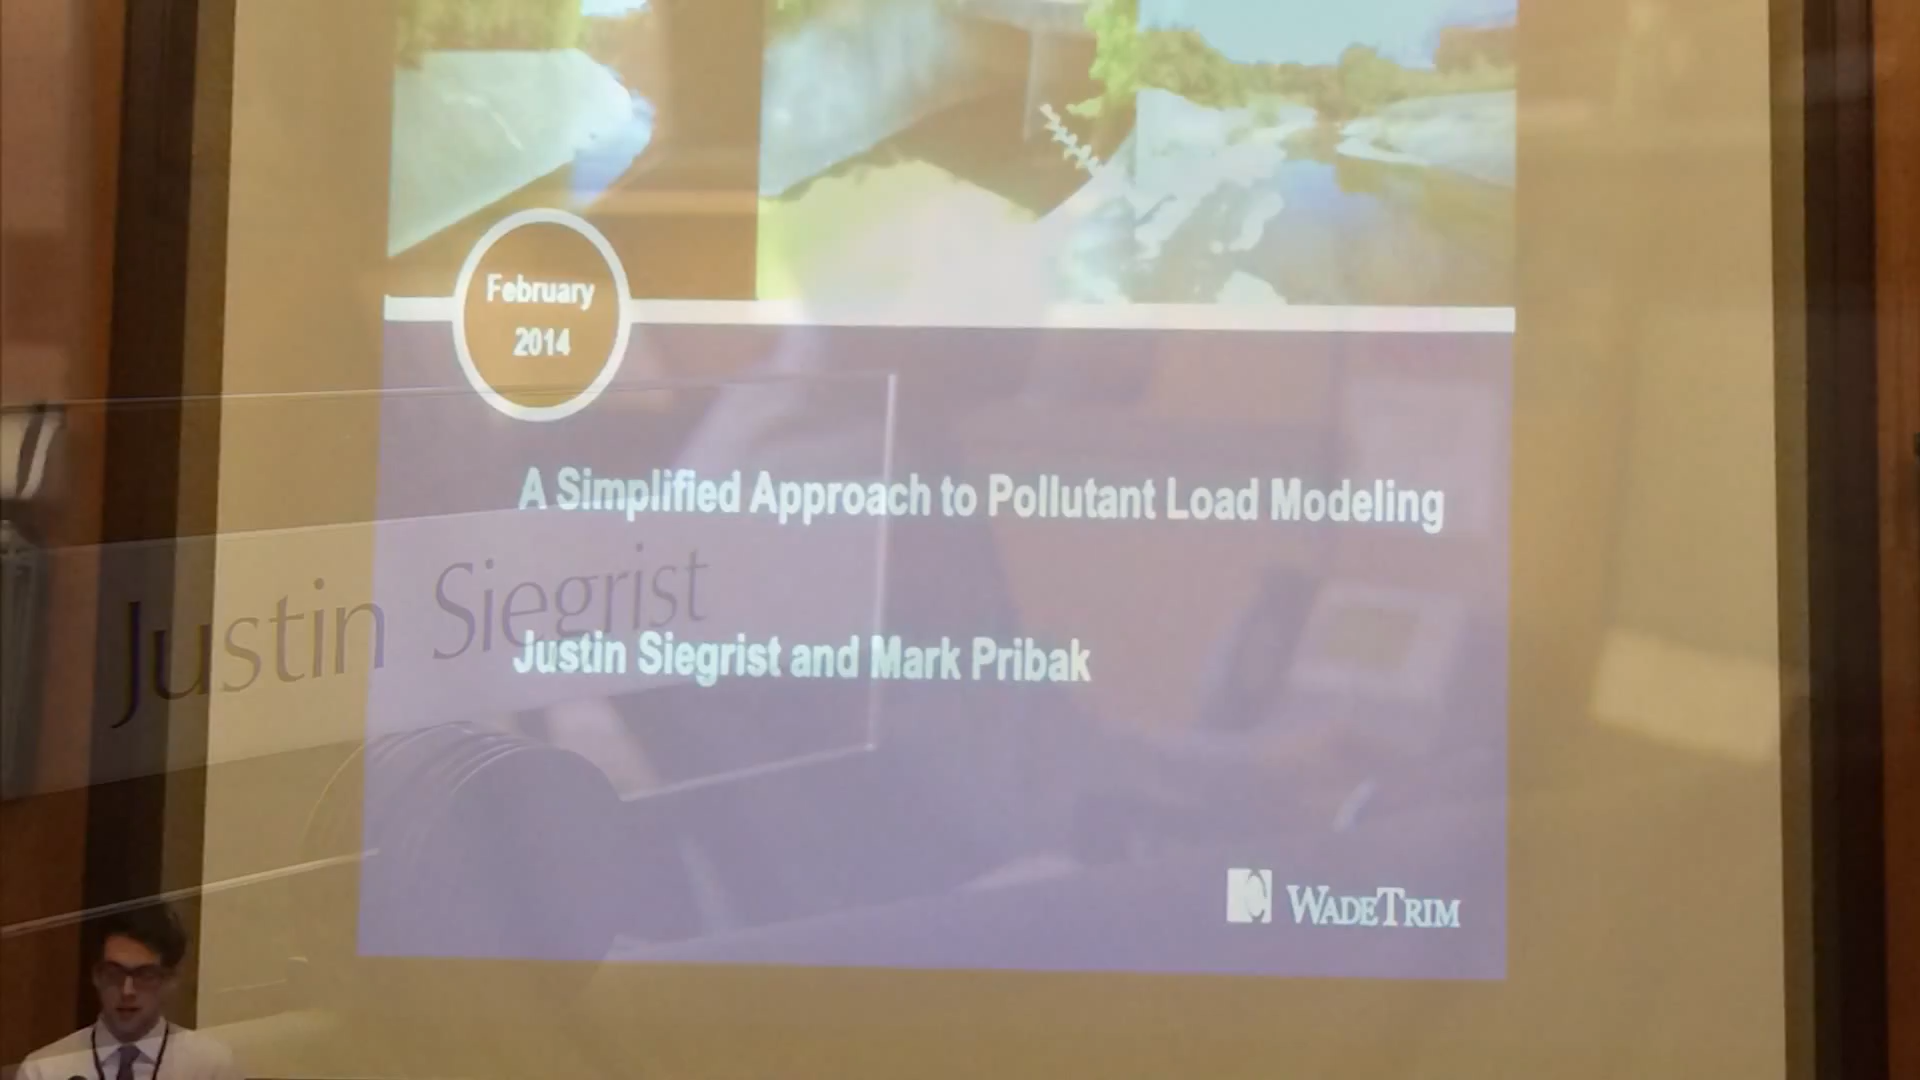 February
2014
A Simplified Approach to Pollutant Load Modeling
Justin Siegrist
Justin Siegrist and Mark Pribak
WADETRIM